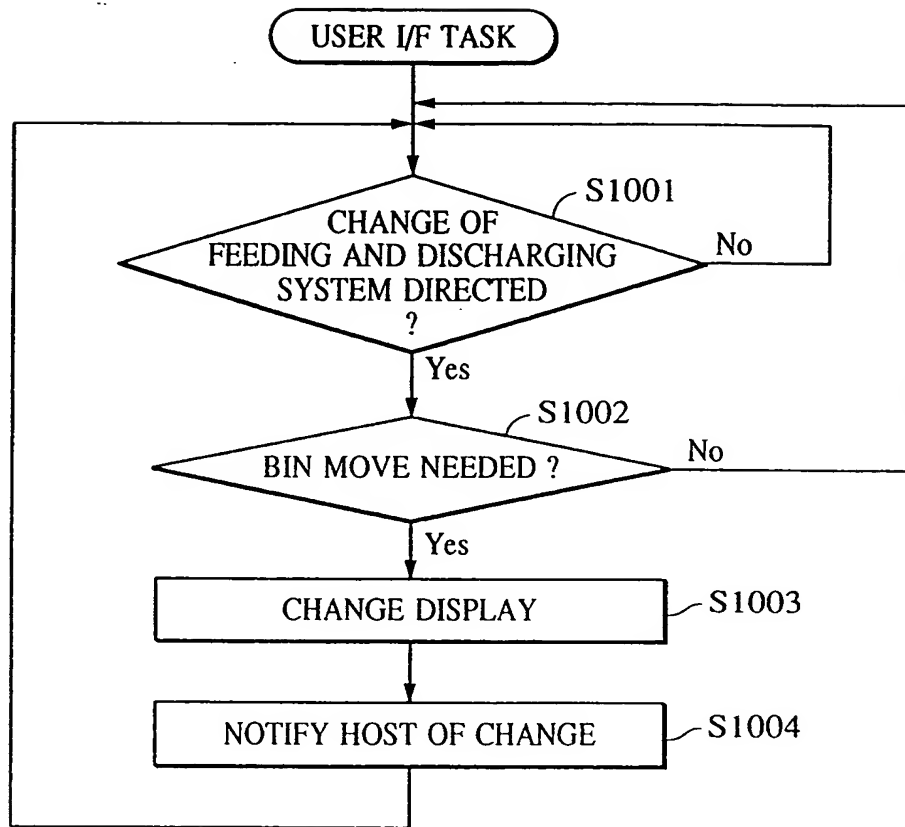 USER I/F TASK
S1001
CHANGE OF
FEEDING AND DISCHARGING
SYSTEM DIRECTED
?
No
Yes
S1002
BIN MOVE NEEDED ?
No
Yes
CHANGE DISPLAY
S1003
NOTIFY HOST OF CHANGE
S1004